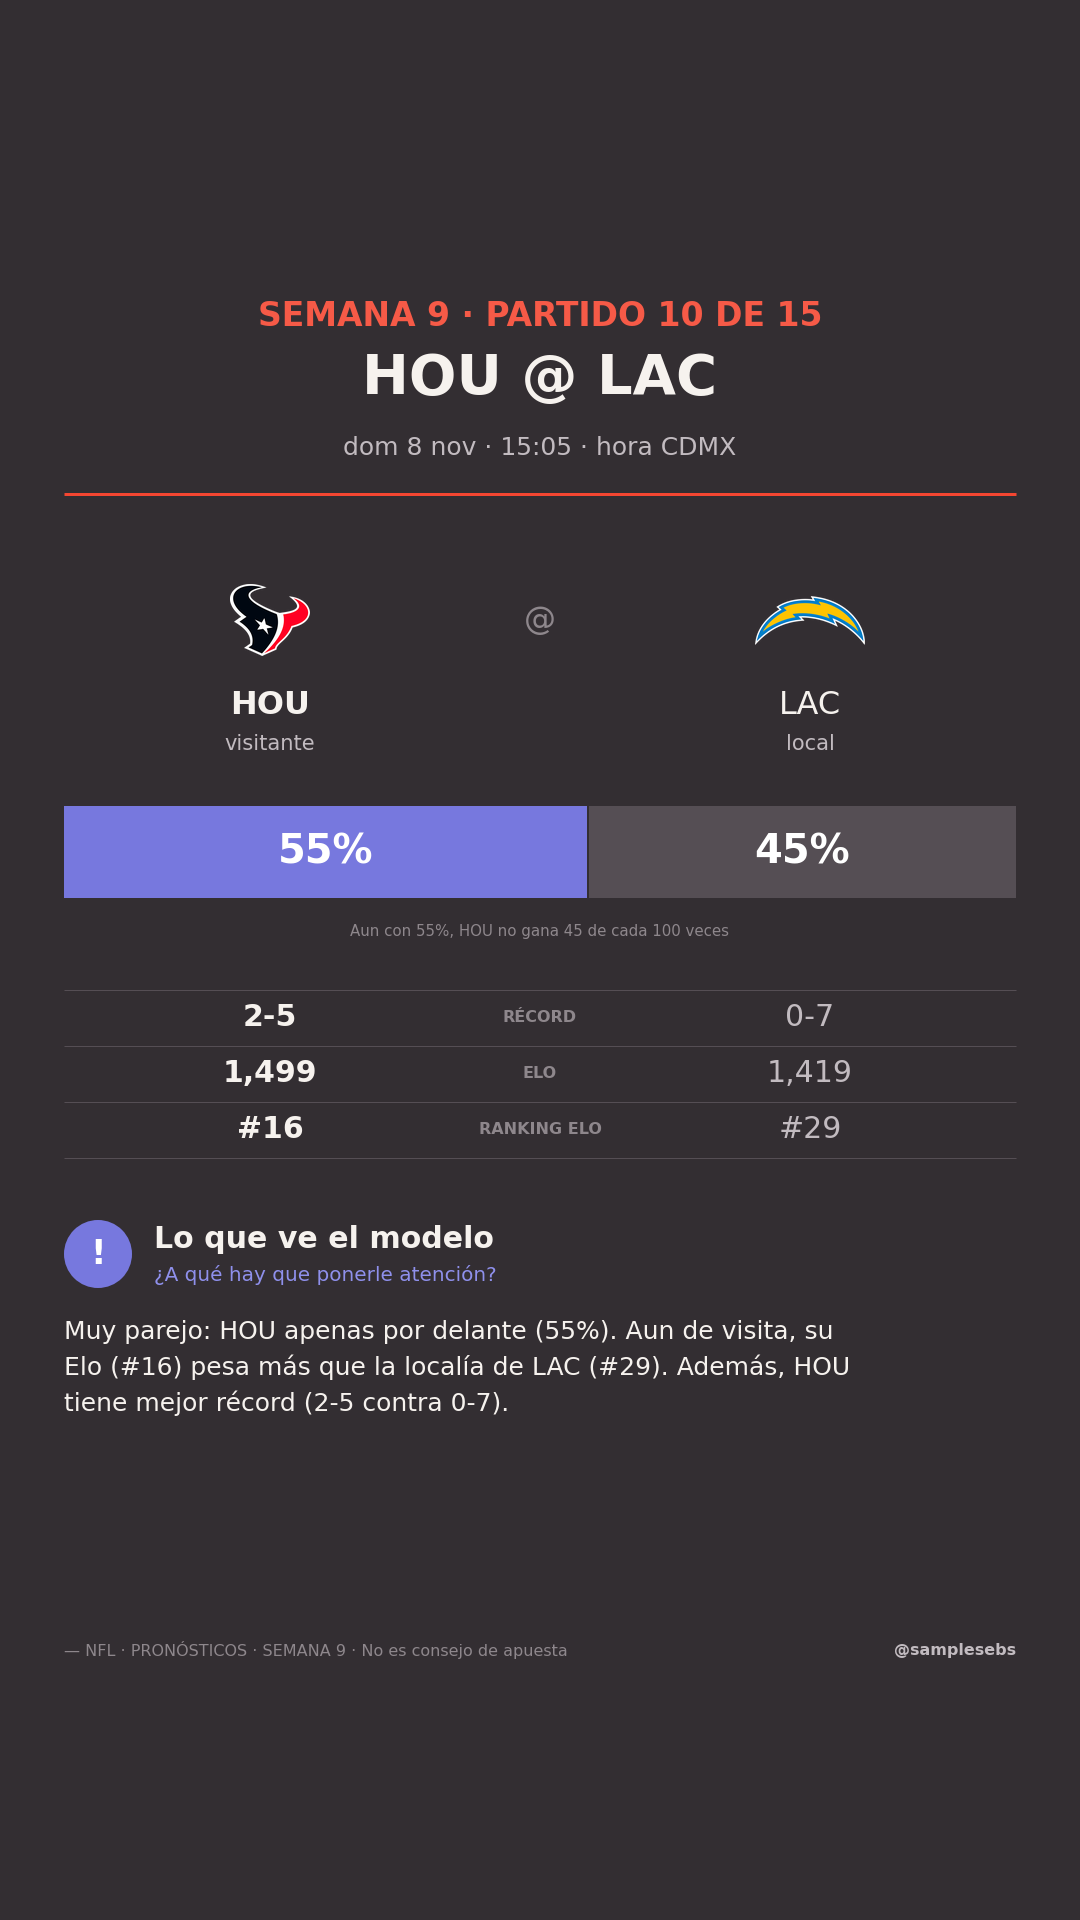 SEMANA 9 · PARTIDO 10 DE 15
HOU @ LAC
dom 8 nov · 15:05 · hora CDMX
@
HOU
LAC
visitante
local
55%
45%
Aun con 55%, HOU no gana 45 de cada 100 veces
2-5 RÉCORD 0-7
1,499 ELO 1,419
#16 RANKING ELO #29
!
Lo que ve el modelo
¿A qué hay que ponerle atención?
Muy parejo: HOU apenas por delante (55%). Aun de visita, su
Elo (#16) pesa más que la localía de LAC (#29). Además, HOU
tiene mejor récord (2-5 contra 0-7).
— NFL · PRONÓSTICOS · SEMANA 9 · No es consejo de apuesta
@samplesebs